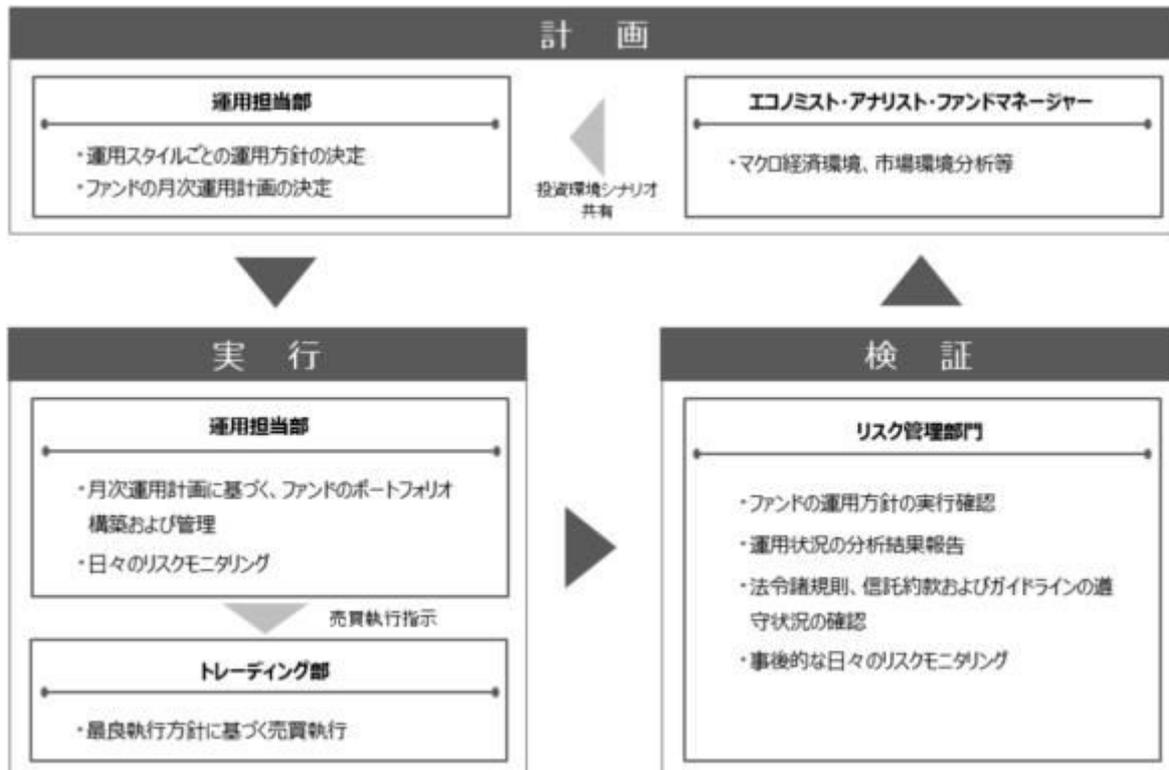 計 画
運用担当部
・運用スタイルごとの運用方針の決定
・ファンドの月次運用計画の決定
投資環境シナリオ
共有
エコノミスト・アナリスト・ファンドマネージャー
・マクロ経済環境、市場環境分析等
実 行
運用担当部
・月次運用計画に基づく、ファンドのポートフォリオ
構築および管理
・日々のリスクモニタリング
売買執行指示
トレーディング部
・最良執行方針に基づく売買執行
検 証
リスク管理部門
・ファンドの運用方針の実行確認
・運用状況の分析結果報告
・法令諸規則、信託約款およびガイドラインの遵
守状況の確認
・事後的な日々のリスクモニタリング